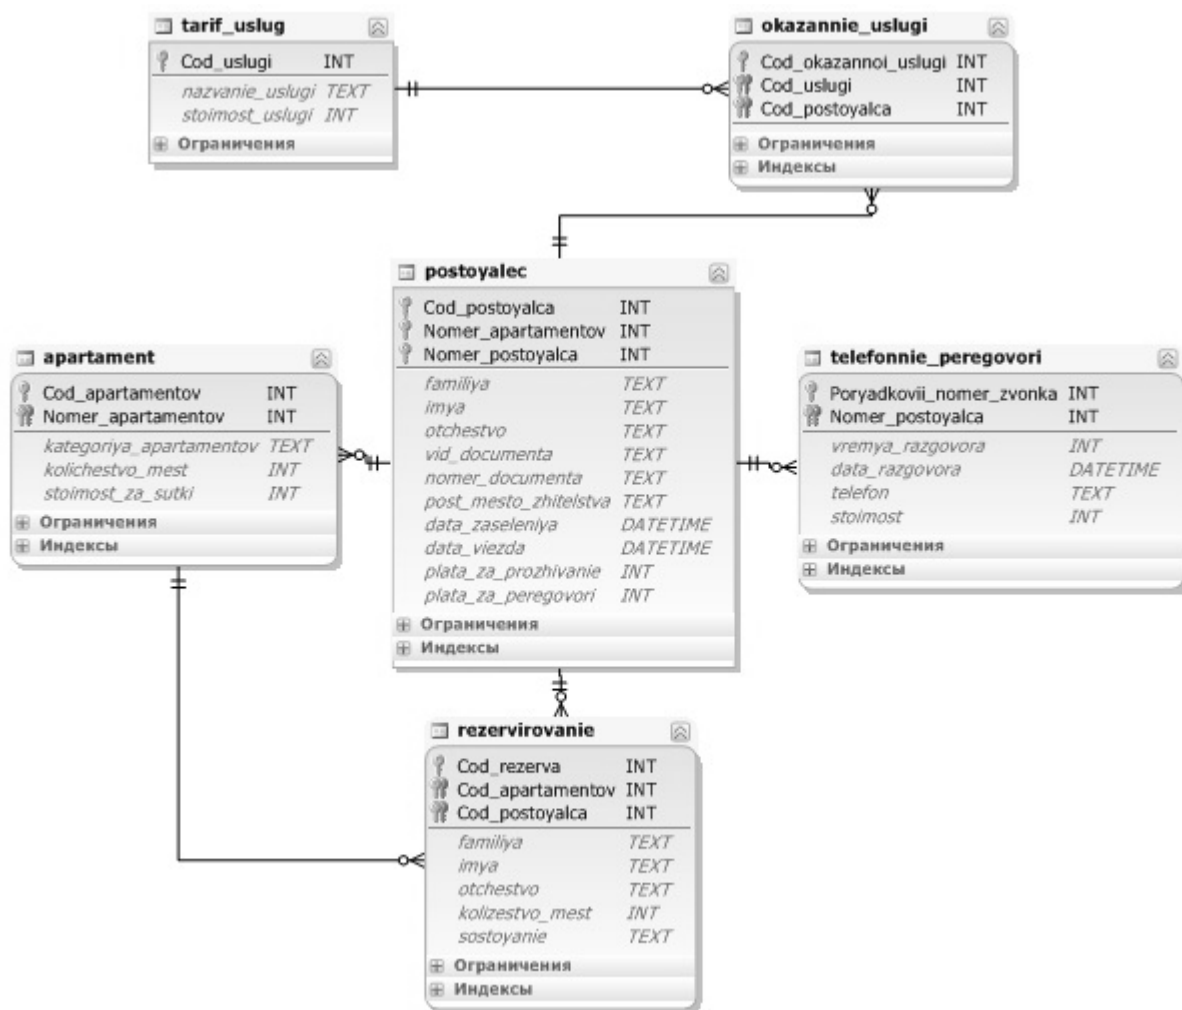 tarif_uslug
Cod_uslugi INT
nazvanie_uslugi TEXT
stoimost_uslugi INT
Ограничения
okazannie_uslugi
Cod_okazannoi_uslugi INT
Cod_uslugi INT
Cod_postoyalca INT
Ограничения
Индексы
postoyalec
Cod_postoyalca INT
Nomer_apartamentov INT
Nomer_postoyalca INT
familiya TEXT
imya TEXT
otchestvo TEXT
vid_documenta TEXT
nomer_documenta TEXT
post_mesto_zhitelstva TEXT
data_zaseleniya DATETIME
data_viezda DATETIME
plata_za_prozhivanie INT
plata_za_peregovori INT
Ограничения
Индексы
apartament
Cod_apartamentov INT
Nomer_apartamentov INT
kategoriya_apartamentov TEXT
kolichestvo_mest INT
stoimost_za_sutki INT
Ограничения
Индексы
telefonnie_peregovori
Poryadkovii_nomer_zvonka INT
Nomer_postoyalca INT
vremya_razgovora INT
data_razgovora DATETIME
telefon TEXT
stoimost INT
Ограничения
Индексы
rezervirovanie
Cod_rezerva INT
Cod_apartamentov INT
Cod_postoyalca INT
familiya TEXT
imya TEXT
otchestvo TEXT
kolizestvo_mest INT
sostoyanie TEXT
Ограничения
Индексы